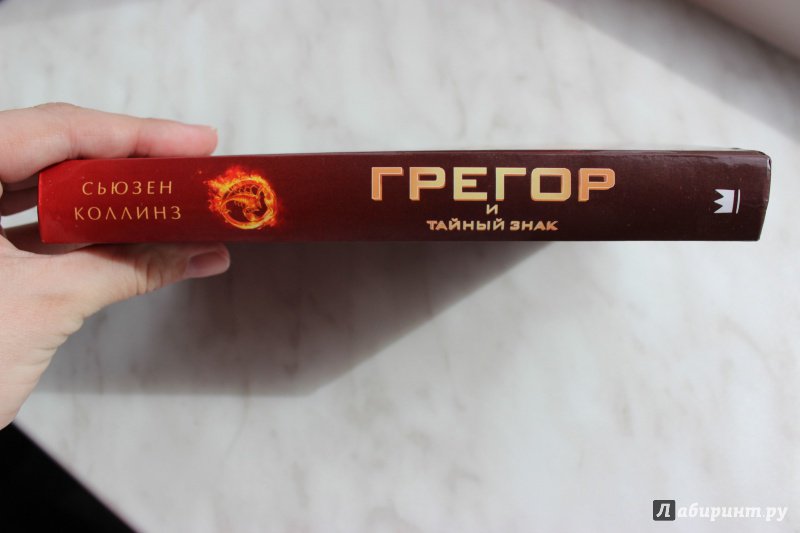 СЬЮЗЕН
КОЛЛИНЗ
ГРЕГОР
И
ТАЙНЫЙ ЗНАК
Лабиринт.ру